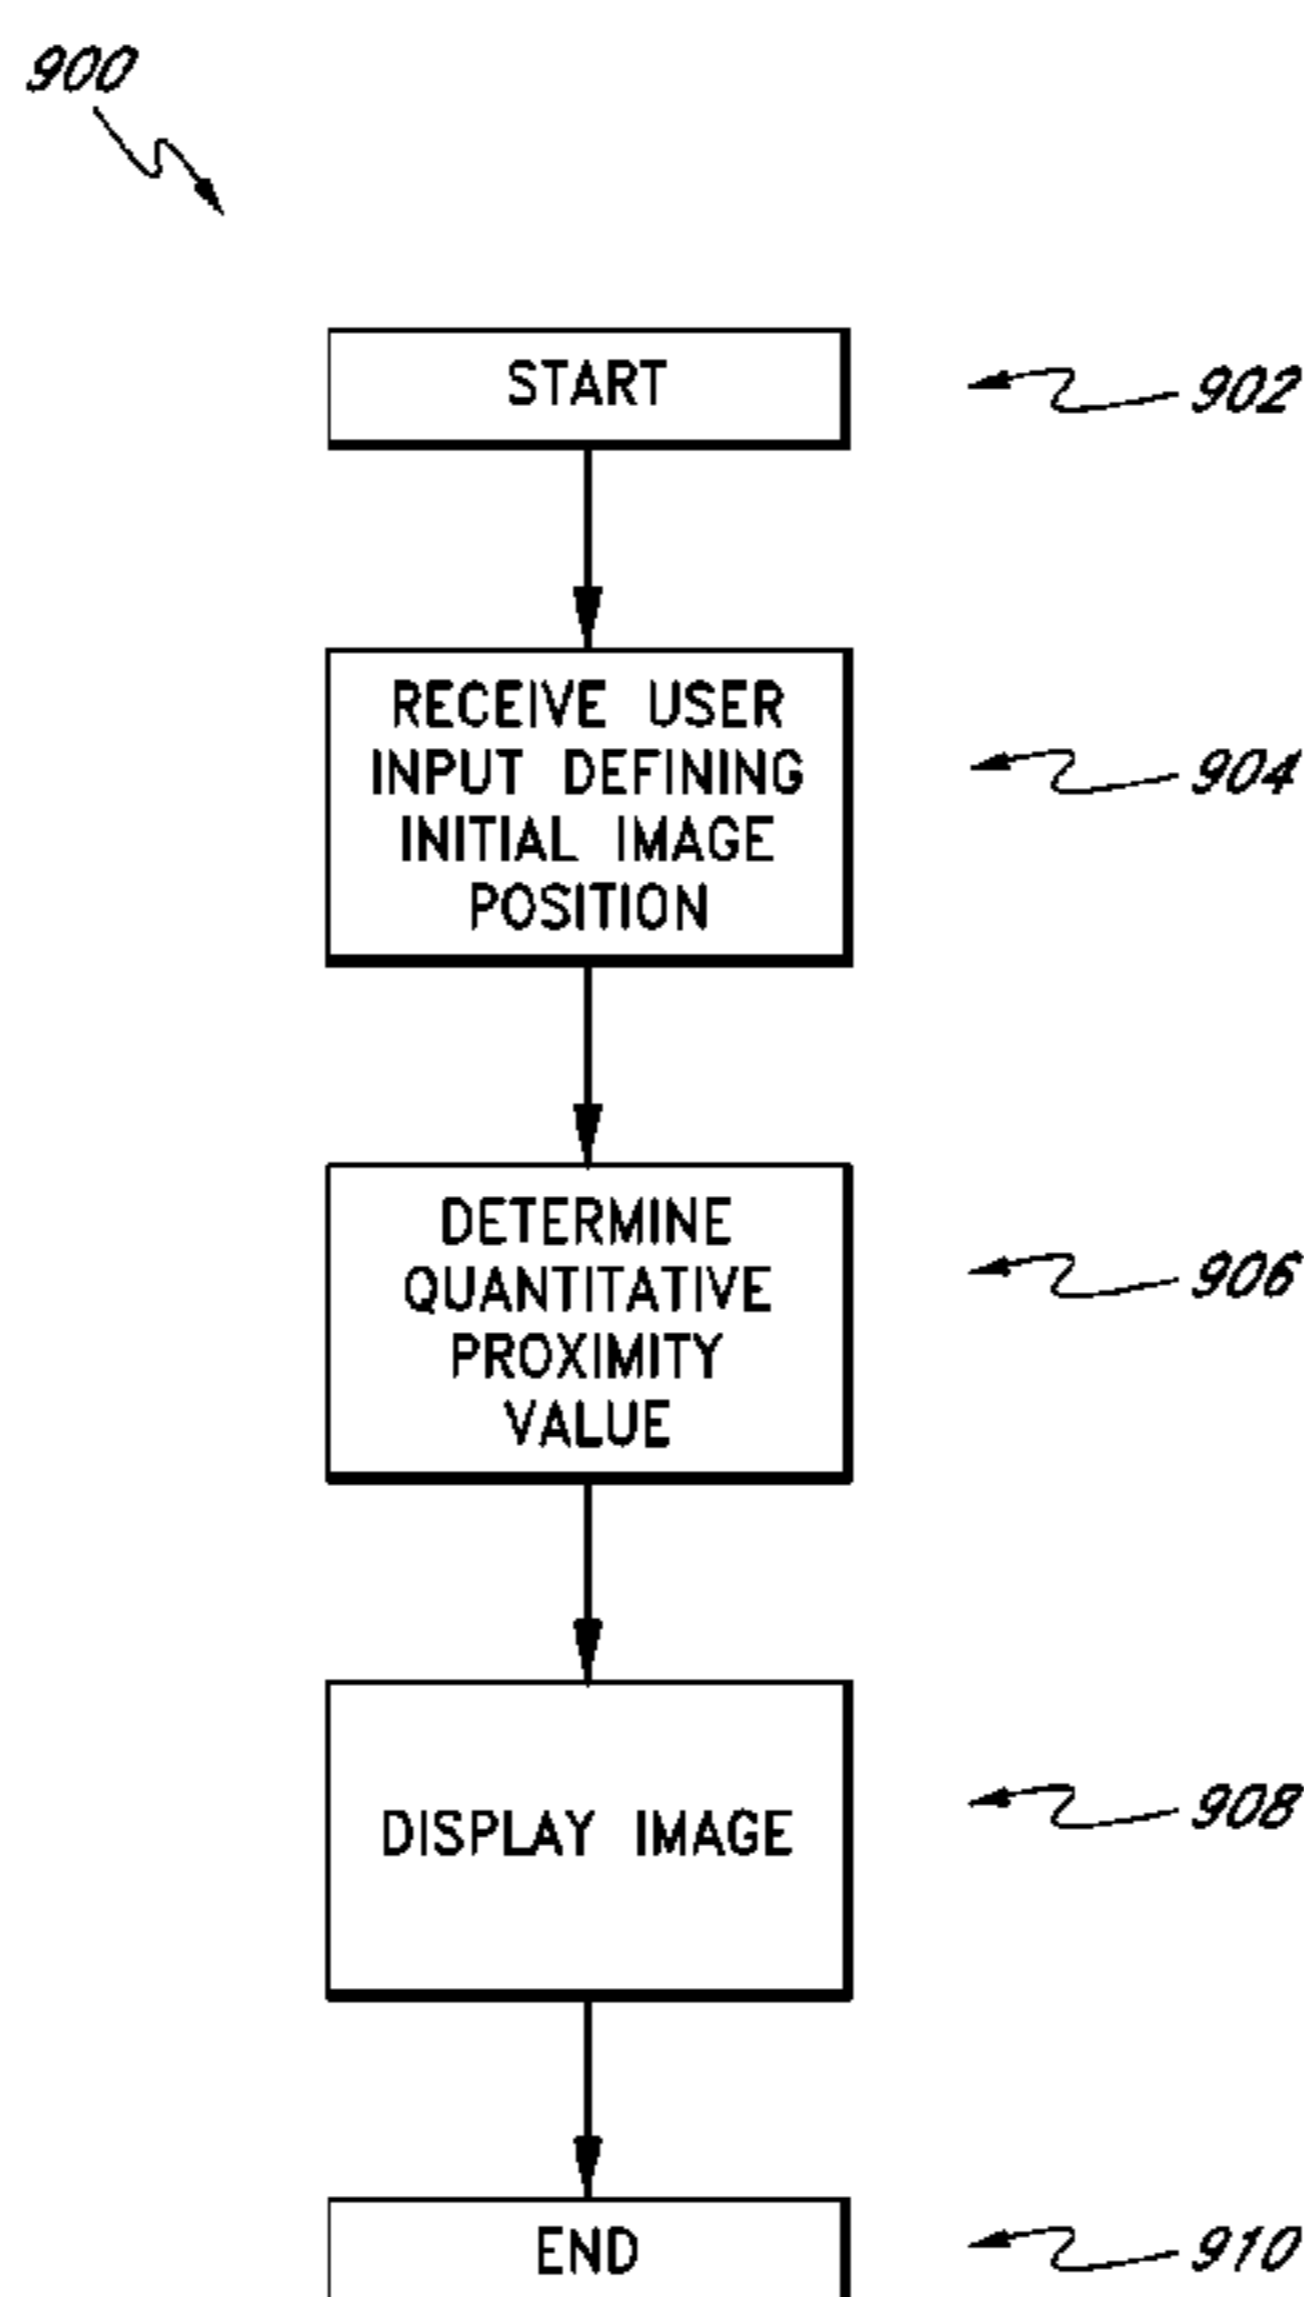 900
START
902
RECEIVE USER
INPUT DEFINING
INITIAL IMAGE
POSITION
904
DETERMINE
QUANTITATIVE
PROXIMITY
VALUE
906
DISPLAY IMAGE
908
END
910